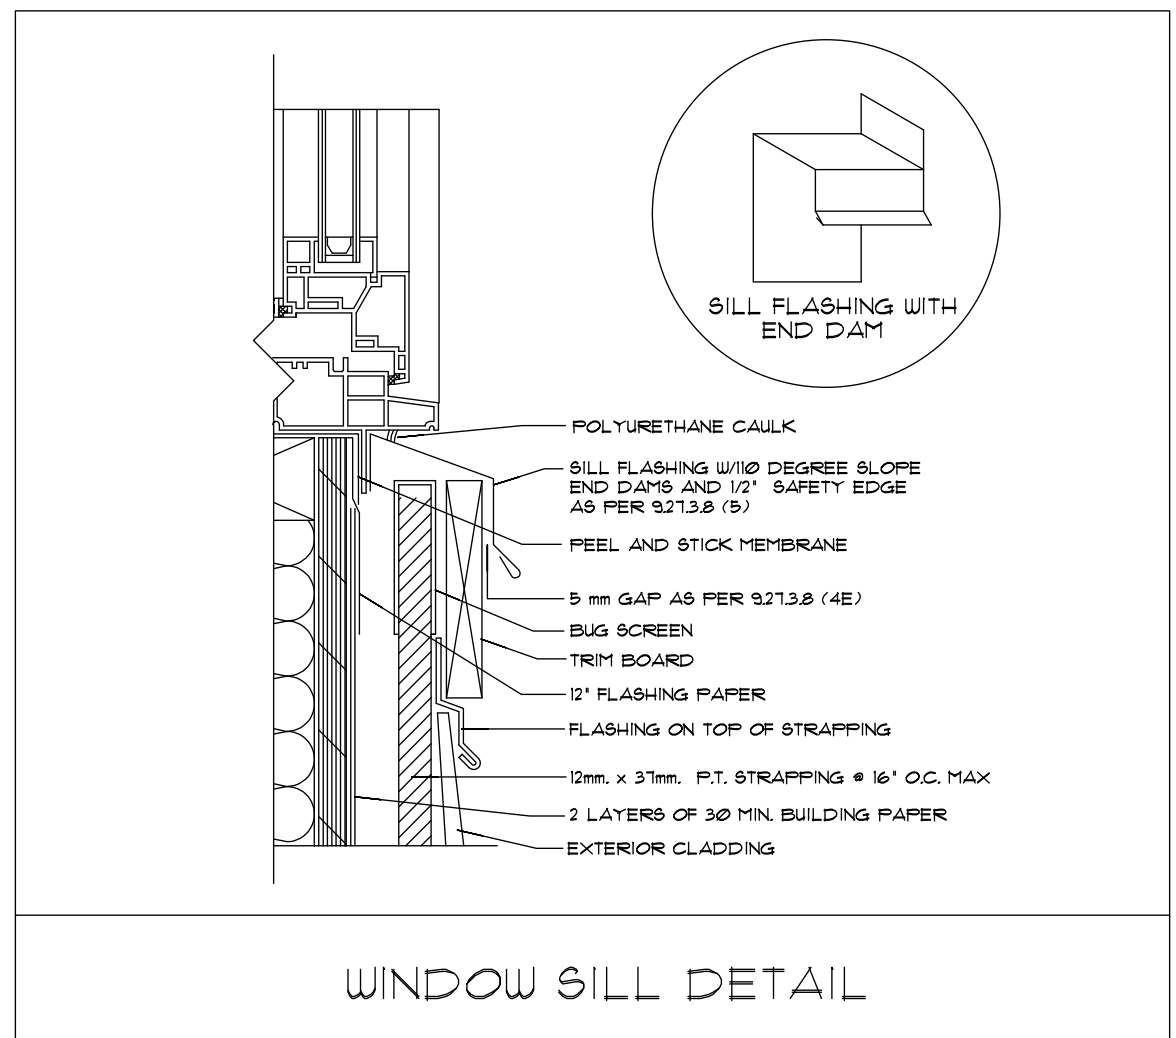 SILL FLASHING WITH
END DAM
POLYURETHANE CAULK
SILL FLASHING W/110 DEGREE SLOPE
END DAMS AND 1/2" SAFETY EDGE
AS PER 9.27.3.8 (5)
PEEL AND STICK MEMBRANE
5 mm GAP AS PER 9.27.3.8 (4E)
BUG SCREEN
TRIM BOARD
12" FLASHING PAPER
FLASHING ON TOP OF STRAPPING
12mm. x 37mm. P.T. STRAPPING @ 16" O.C. MAX
2 LAYERS OF 30 MIN. BUILDING PAPER
EXTERIOR CLADDING
WINDOW SILL DETAIL